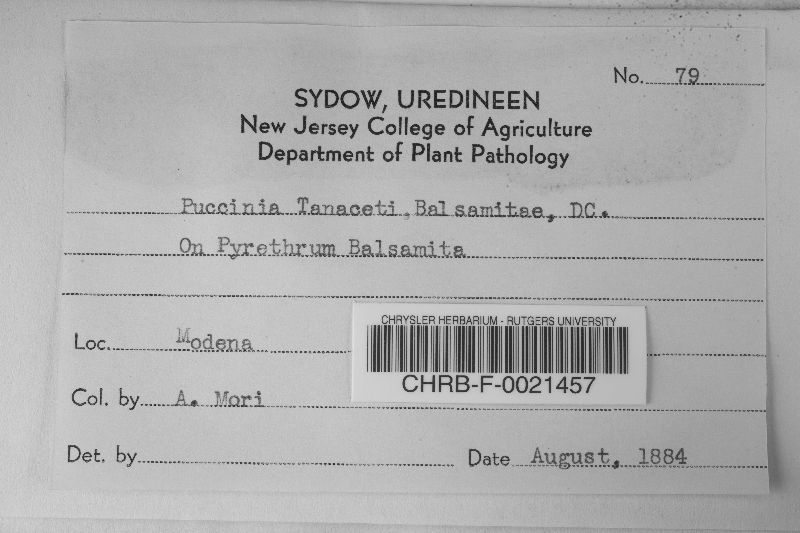 No. 79
SYDOW, UREDINEEN
New Jersey College of Agriculture
Department of Plant Pathology
Puccinia Tanaceti, Balsamitae, DC.
On Pyrethrum Balsamita
Loc. Modena
CHRYSLER HERBARIUM - RUTGERS UNIVERSITY
CHRB-F-0021457
Col. by A. Mori
Det. by
Date August, 1884